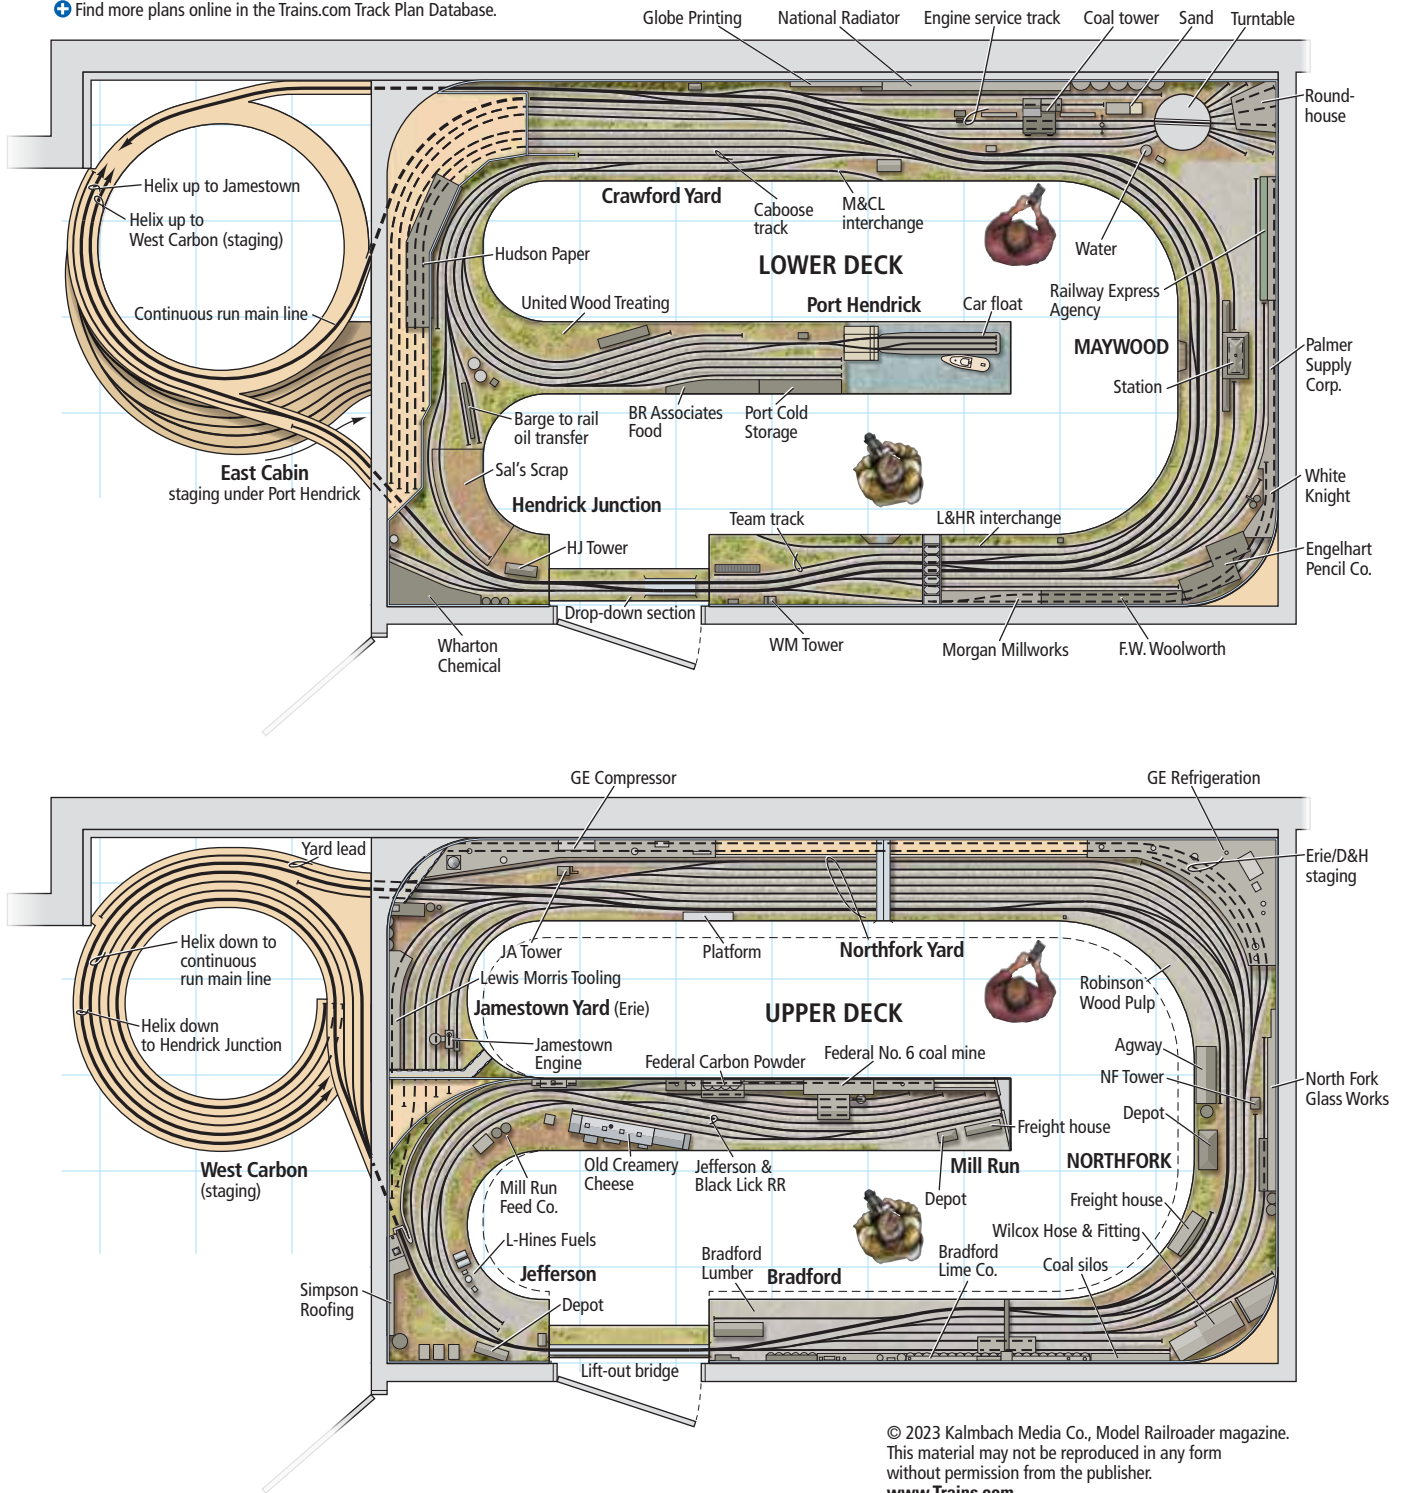 Find more plans online in the Trains.com Track Plan Database.
Globe Printing
National Radiator
Engine service track
Coal tower
Sand
Turntable
Round-
house
Helix up to Jamestown
Helix up to
West Carbon (staging)
Crawford Yard
Caboose
track
M&CL
interchange
Water
Hudson Paper
LOWER DECK
Continuous run main line
United Wood Treating
Port Hendrick
Car float
Railway Express
Agency
MAYWOOD
Station
Palmer
Supply
Corp.
Barge to rail
oil transfer
BR Associates
Food
Port Cold
Storage
East Cabin
staging under Port Hendrick
Sal's Scrap
Hendrick Junction
White
Knight
Team track
L&HR interchange
HJ Tower
Engelhart
Pencil Co.
Drop-down section
Wharton
Chemical
WM Tower
Morgan Millworks
F.W. Woolworth
GE Compressor
GE Refrigeration
Yard lead
Erie/D&H
staging
Helix down to
continuous
run main line
JA Tower
Platform
Northfork Yard
Lewis Morris Tooling
Robinson
Wood Pulp
Jamestown Yard (Erie)
UPPER DECK
Helix down
to Hendrick Junction
Jamestown
Engine
Federal Carbon Powder
Federal No. 6 coal mine
Agway
NF Tower
North Fork
Glass Works
Depot
Freight house
West Carbon
(staging)
Old Creamery
Cheese
Jefferson &
Black Lick RR
Mill Run
NORTHFORK
Mill Run
Feed Co.
Depot
Freight house
L-Hines Fuels
Wilcox Hose & Fitting
Bradford
Lumber
Bradford
Bradford
Lime Co.
Coal silos
Jefferson
Simpson
Roofing
Depot
Lift-out bridge
© 2023 Kalmbach Media Co., Model Railroader magazine.
This material may not be reproduced in any form
without permission from the publisher.
www.Trains.com